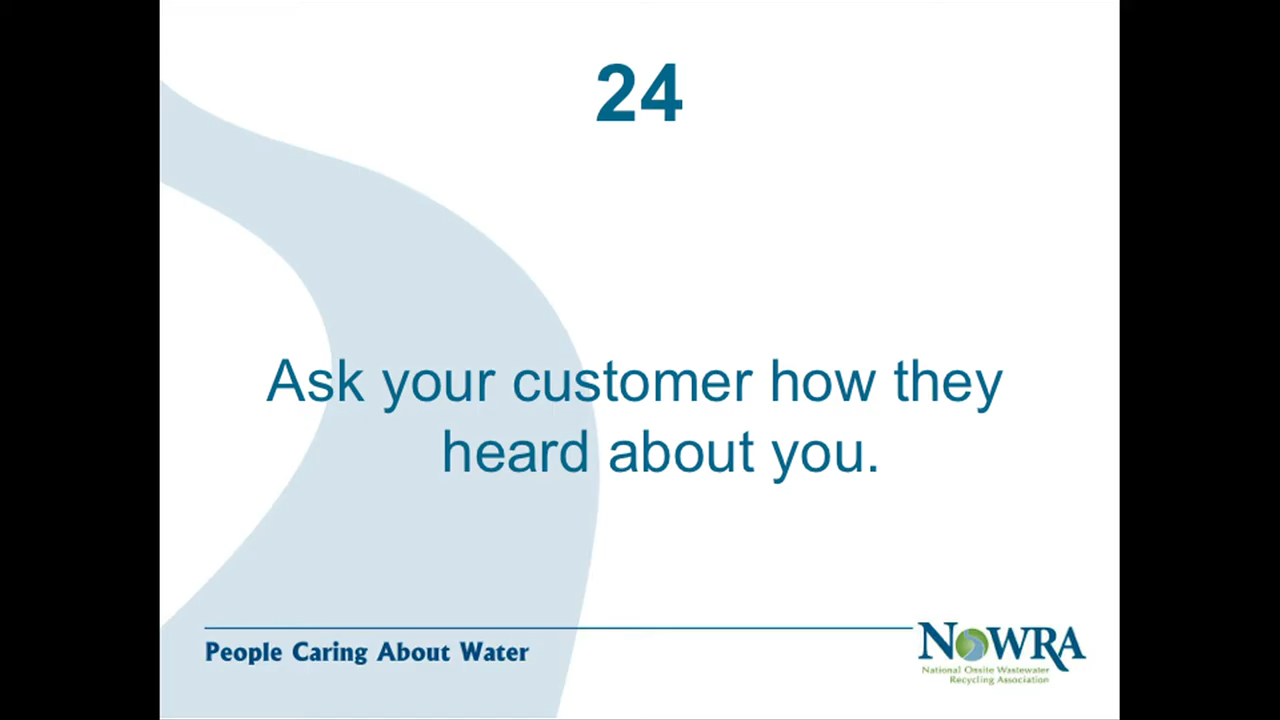 24
Ask your customer how they
heard about you.
People Caring About Water
NOWRA
National Onsite Wastewater
Recycling Association